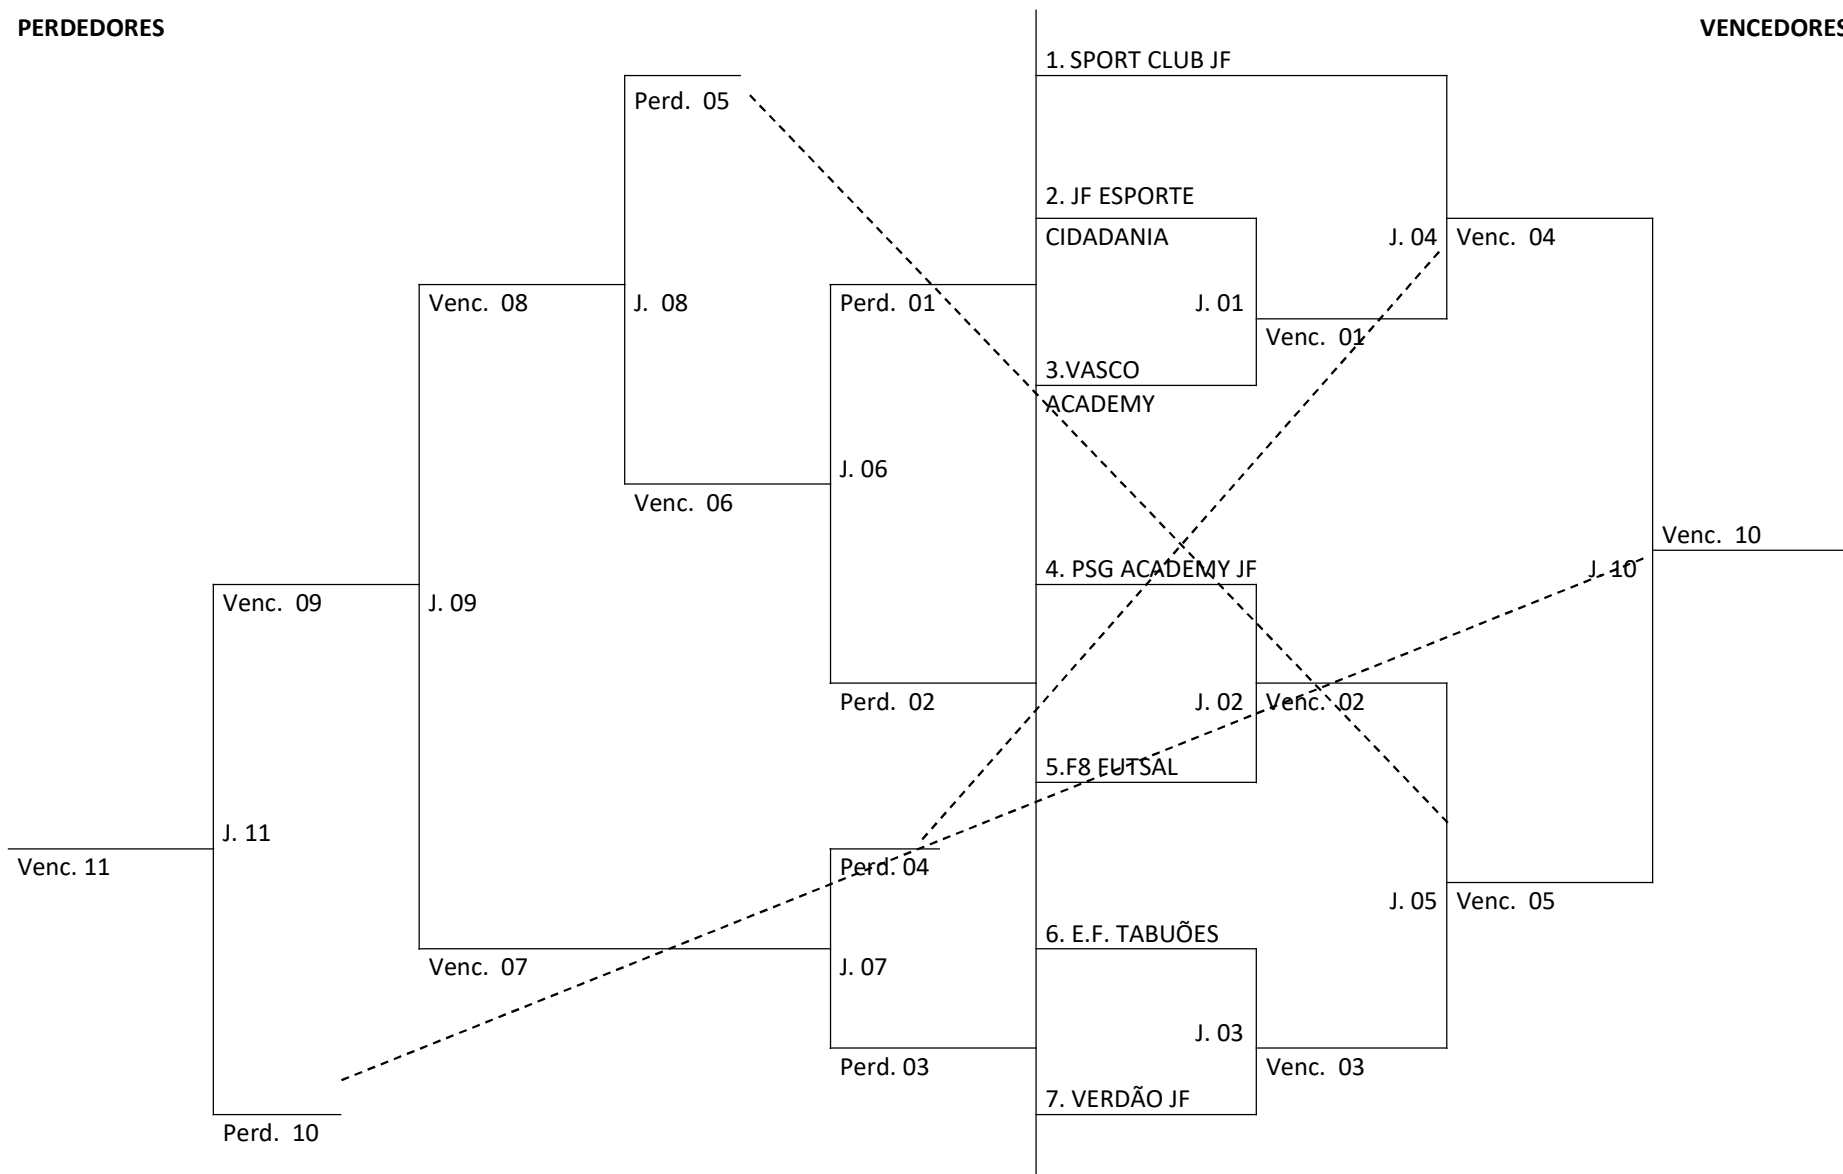 PERDEDORES
VENCEDORES
1. SPORT CLUB JF
Perd.  05
2. JF ESPORTE
CIDADANIA
J. 04
Venc.  04
Venc.  08
J.  08
Perd.  01
J. 01
Venc.  01
3.VASCO
ACADEMY
J. 06
Venc.  06
Venc.  10
4. PSG ACADEMY JF
J. 10
Venc.  09
J. 09
Perd.  02
J. 02
Venc.  02
5.F8 FUTSAL
J. 11
Venc. 11
Perd. 04
J. 05
Venc.  05
6. E.F. TABUÕES
Venc.  07
J. 07
J. 03
Perd. 03
Venc.  03
7. VERDÃO JF
Perd.  10